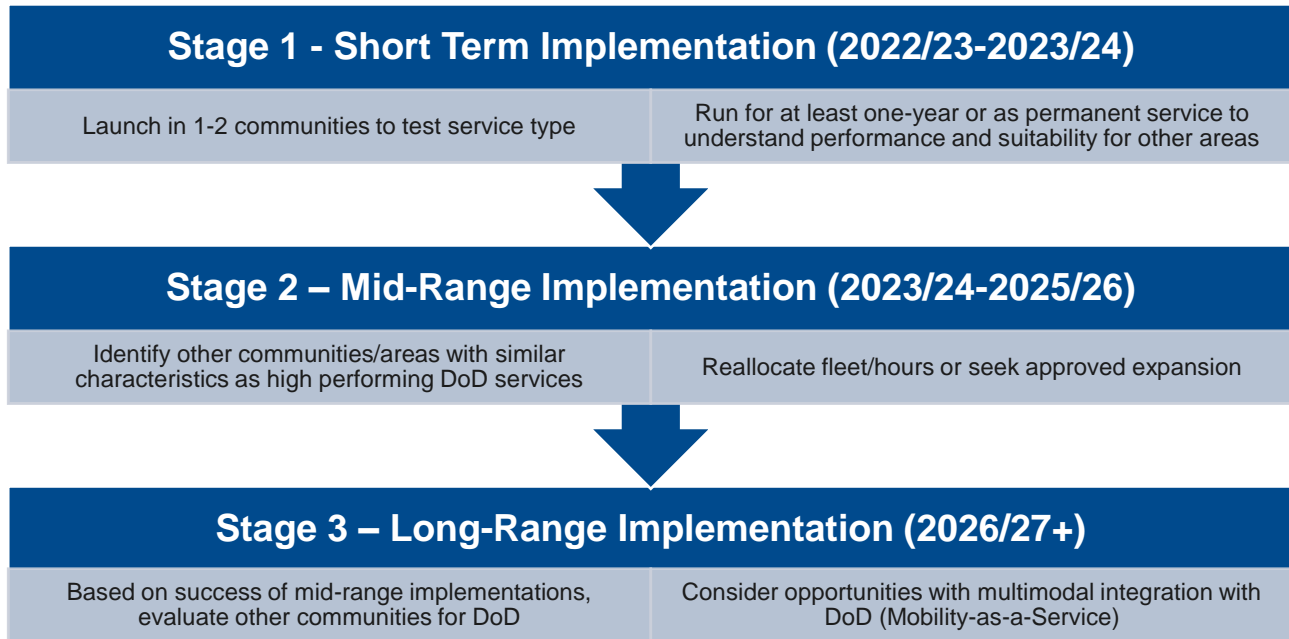 Stage 1 - Short Term Implementation (2022/23-2023/24)
Launch in 1-2 communities to test service type
Run for at least one-year or as permanent service to
understand performance and suitability for other areas
Stage 2 – Mid-Range Implementation (2023/24-2025/26)
Identify other communities/areas with similar
characteristics as high performing DoD services
Reallocate fleet/hours or seek approved expansion
Stage 3 – Long-Range Implementation (2026/27+)
Based on success of mid-range implementations,
evaluate other communities for DoD
Consider opportunities with multimodal integration with
DoD (Mobility-as-a-Service)